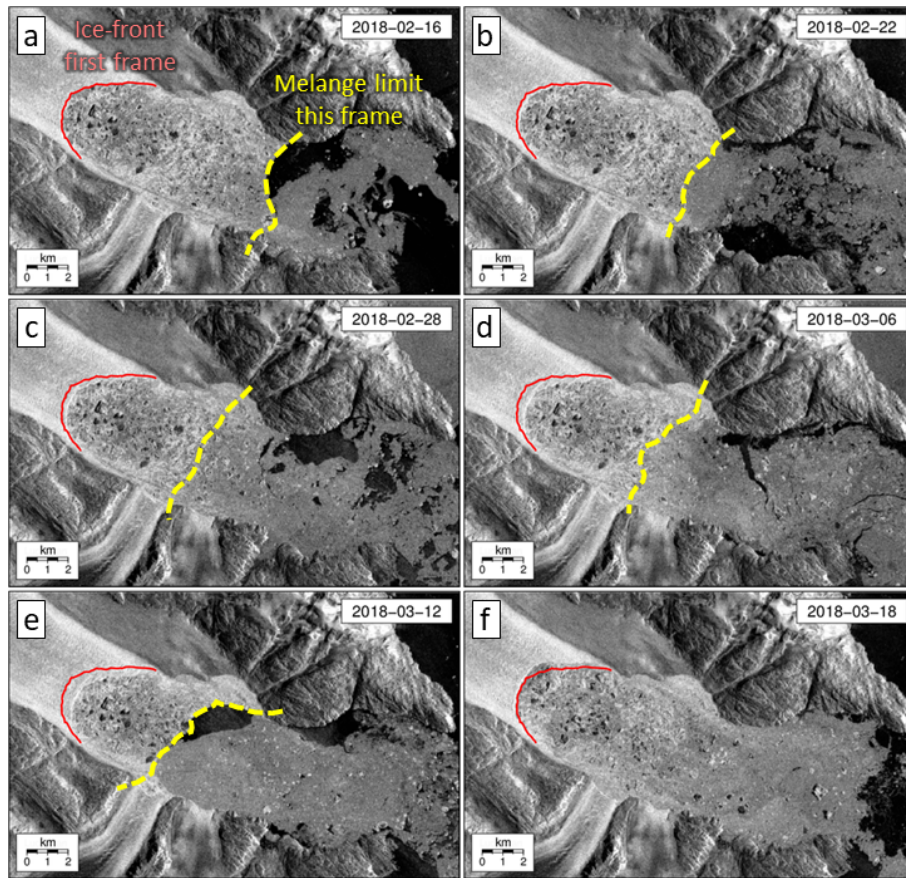 a
Ice-front
first frame
2018-02-16
Melange limit
this frame
km
0 1 2
b
2018-02-22
km
0 1 2
c
2018-02-28
km
0 1 2
d
2018-03-06
km
0 1 2
e
2018-03-12
km
0 1 2
f
2018-03-18
km
0 1 2